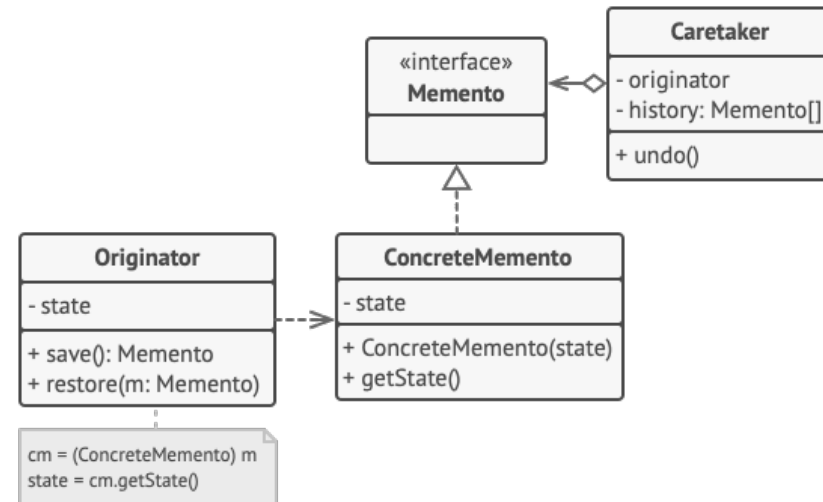 «interface»
Memento
Caretaker
- originator
- history: Memento[]
+ undo()
Originator
- state
+ save(): Memento
+ restore(m: Memento)
ConcreteMemento
- state
+ ConcreteMemento(state)
+ getState()
cm = (ConcreteMemento) m
state = cm.getState()